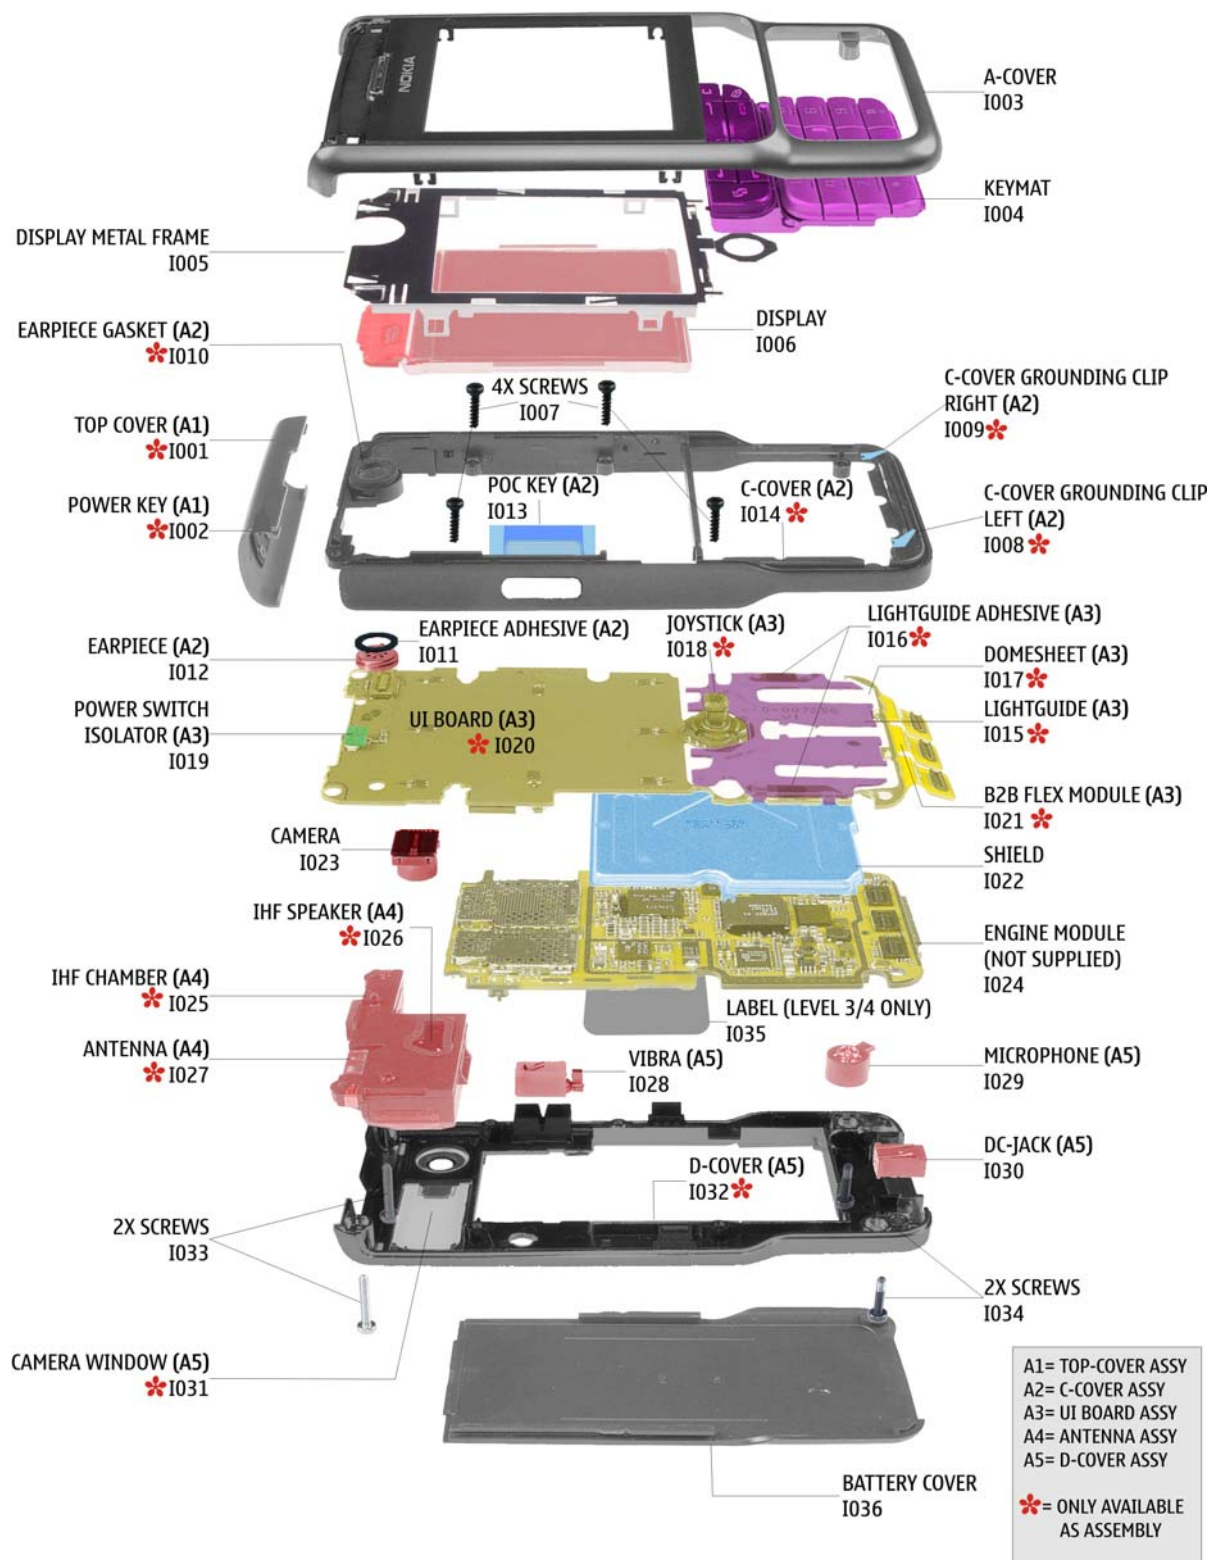 NOKIA
A-COVER
I003
KEYMAT
I004
DISPLAY METAL FRAME
I005
DISPLAY
I006
EARPIECE GASKET (A2)
*I010
4X SCREWS
I007
C-COVER GROUNDING CLIP
RIGHT (A2)
I009*
TOP COVER (A1)
*I001
POWER KEY (A1)
*I002
POC KEY (A2)
I013
C-COVER (A2)
I014*
C-COVER GROUNDING CLIP
LEFT (A2)
I008*
EARPIECE (A2)
I012
EARPIECE ADHESIVE (A2)
I011
JOYSTICK (A3)
I018*
LIGHTGUIDE ADHESIVE (A3)
I016*
DOMESHEET (A3)
I017*
POWER SWITCH
ISOLATOR (A3)
I019
UI BOARD (A3)
* I020
LIGHTGUIDE (A3)
I015*
B2B FLEX MODULE (A3)
I021*
CAMERA
I023
SHIELD
I022
IHF SPEAKER (A4)
*I026
ENGINE MODULE
(NOT SUPPLIED)
I024
IHF CHAMBER (A4)
*I025
LABEL (LEVEL 3/4 ONLY)
I035
ANTENNA (A4)
*I027
VIBRA (A5)
I028
MICROPHONE (A5)
I029
DC-JACK (A5)
I030
D-COVER (A5)
I032*
2X SCREWS
I033
2X SCREWS
I034
CAMERA WINDOW (A5)
*I031
BATTERY COVER
I036
A1= TOP-COVER ASSY
A2= C-COVER ASSY
A3= UI BOARD ASSY
A4= ANTENNA ASSY
A5= D-COVER ASSY
*= ONLY AVAILABLE
AS ASSEMBLY